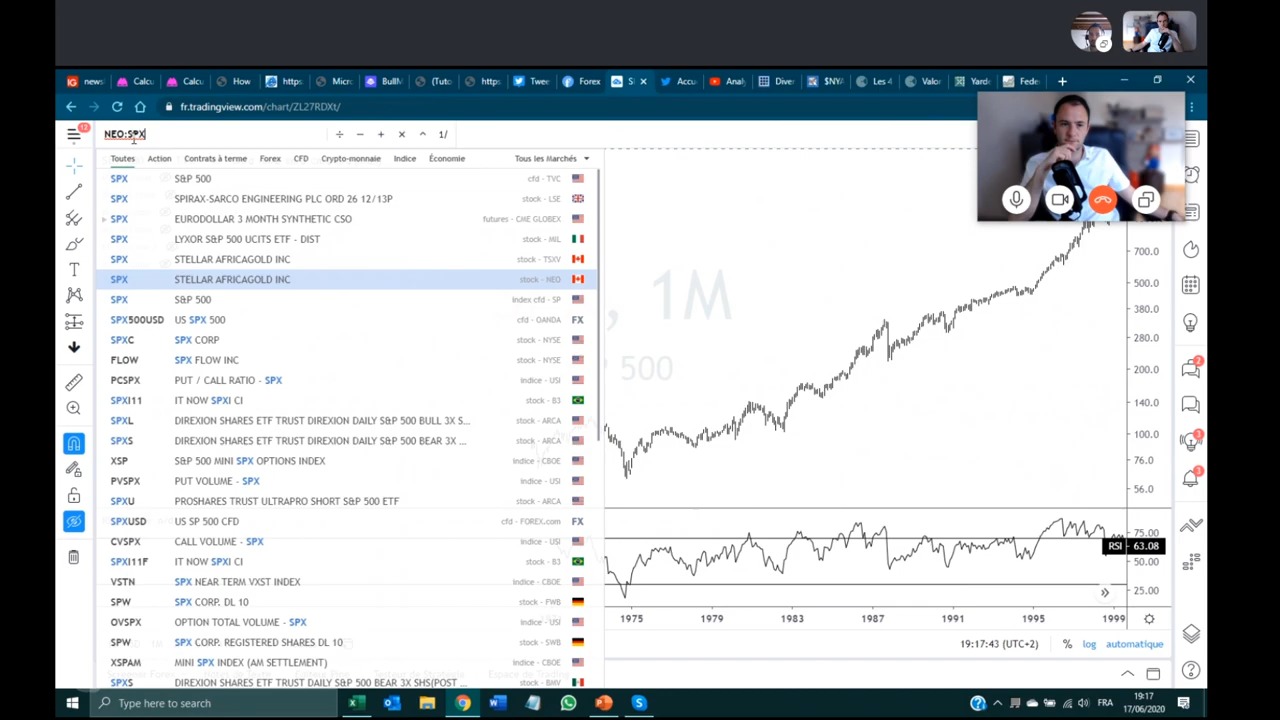 news
Calcu
Calcu
How
https
Micro
BullM
(Tuto
https
Twee
Forex
S
Accu
Anal
Diver
$NYA
Les 4
Valor
Yarde
Fede
fr.tradingview.com/chart/ZL27RDXt/
12
NEO:SPX
1/
Toutes Action Contrats à terme Forex CFD Crypto-monnaie Indice Économie Tous les Marchés
SPX S&P 500 cfd - TVC
SPX SPIRAX-SARCO ENGINEERING PLC ORD 26 12/13P stock - LSE
SPX EURODOLLAR 3 MONTH SYNTHETIC CSO futures - CME GLOBEX
SPX LYXOR S&P 500 UCITS ETF - DIST stock - MIL
SPX STELLAR AFRICAGOLD INC stock - TSXV
SPX STELLAR AFRICAGOLD INC stock - NEO
SPX S&P 500 index cfd - SP
SPX500USD US SPX 500 cfd - OANDA FX
SPXC SPX CORP stock - NYSE
FLOW SPX FLOW INC stock - NYSE
PCSPX PUT / CALL RATIO - SPX indice - USI
SPXI11 IT NOW SPXI CI stock - B3
SPXL DIREXION SHARES ETF TRUST DIREXION DAILY S&P 500 BULL 3X S... stock - ARCA
SPXS DIREXION SHARES ETF TRUST DIREXION DAILY S&P 500 BEAR 3X ... stock - ARCA
XSP S&P 500 MINI SPX OPTIONS INDEX indice - CBOE
PVSPX PUT VOLUME - SPX indice - USI
SPXU PROSHARES TRUST ULTRAPRO SHORT S&P 500 ETF stock - ARCA
SPXUSD US SP 500 CFD cfd - FOREX.com FX
CVSPX CALL VOLUME - SPX indice - USI
SPXI11F IT NOW SPXI CI stock - B3
VSTN SPX NEAR TERM VXST INDEX indice - CBOE
SPW SPX CORP. DL 10 stock - FWB
OVSPX OPTION TOTAL VOLUME - SPX indice - USI
SPW SPX CORP. REGISTERED SHARES DL 10 stock - SWB
XSPAM MINI SPX INDEX (AM SETTLEMENT) indice - CBOE
SPXS DIREXION SHARES ETF TRUST DIREXION DAILY S&P 500 BEAR 3X SHS(POST ... stock - BMV
, 1M
500
700.0
500.0
380.0
280.0
200.0
140.0
100.0
76.0
56.0
75.00
RSI 63.08
50.00
25.00
1975 1979 1983 1987 1991 1995 1999
19:17:43 (UTC+2) % log automatique
2
3
3
Type here to search
FRA
19:17
17/06/2020